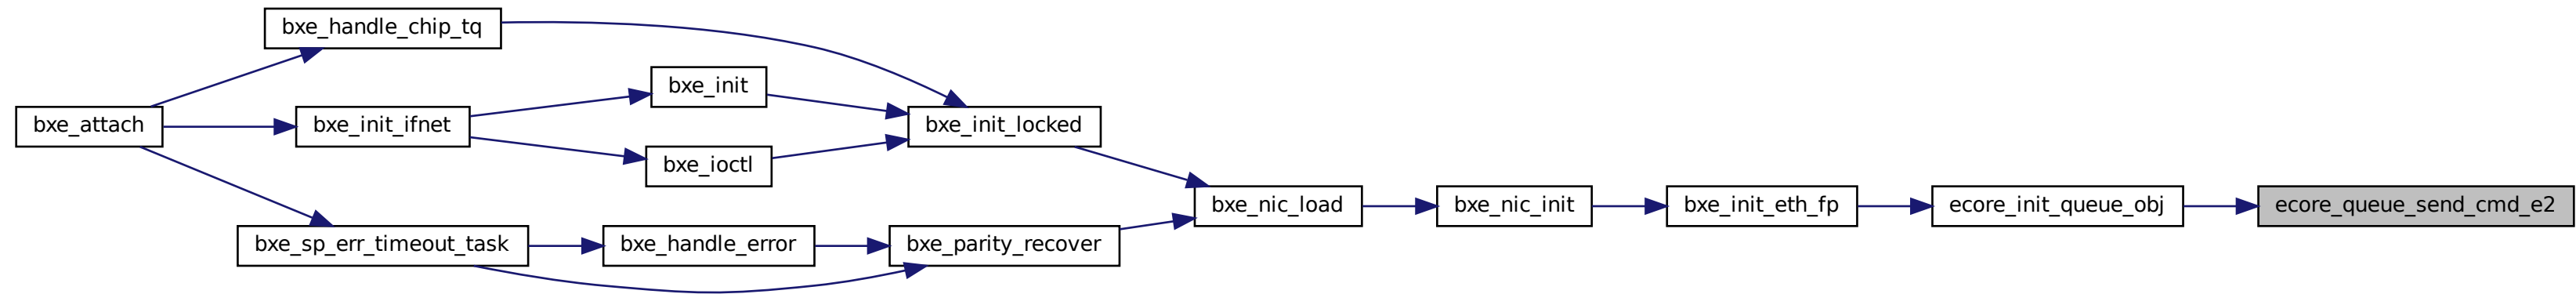 bxe_handle_chip_tq
bxe_init
bxe_attach
bxe_init_ifnet
bxe_init_locked
bxe_ioctl
bxe_nic_load
bxe_nic_init
bxe_init_eth_fp
ecore_init_queue_obj
ecore_queue_send_cmd_e2
bxe_sp_err_timeout_task
bxe_handle_error
bxe_parity_recover